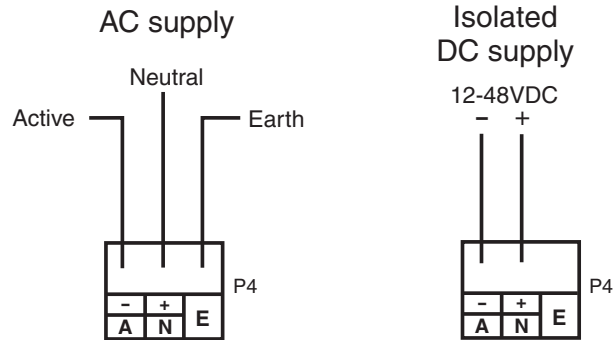 AC supply
Neutral
Active
Earth
P4
− + E
A N
Isolated
DC supply
12-48VDC
− +
P4
− + E
A N